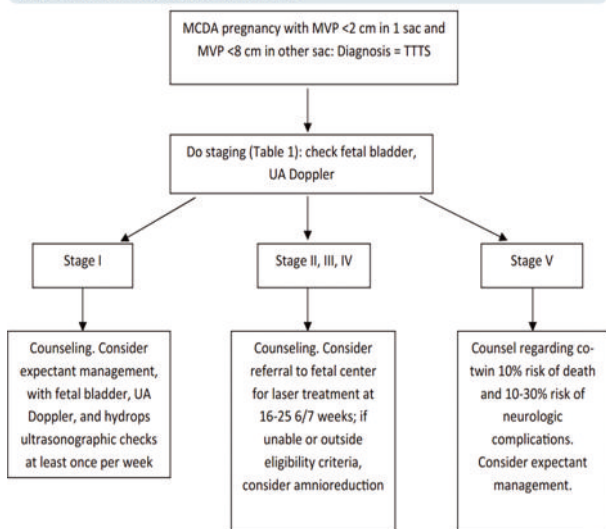 MCDA pregnancy with MVP <2 cm in 1 sac and
MVP <8 cm in other sac: Diagnosis = TTTS
Do staging (Table 1): check fetal bladder,
UA Doppler
Stage I
Stage II, III, IV
Stage V
Counseling. Consider
expectant management,
with fetal bladder, UA
Doppler, and hydrops
ultrasonographic checks
at least once per week
Counseling. Consider
referral to fetal center
for laser treatment at
16-25 6/7 weeks; if
unable or outside
eligibility criteria,
consider amnioreduction
Counsel regarding co-
twin 10% risk of death
and 10-30% risk of
neurologic
complications.
Consider expectant
management.